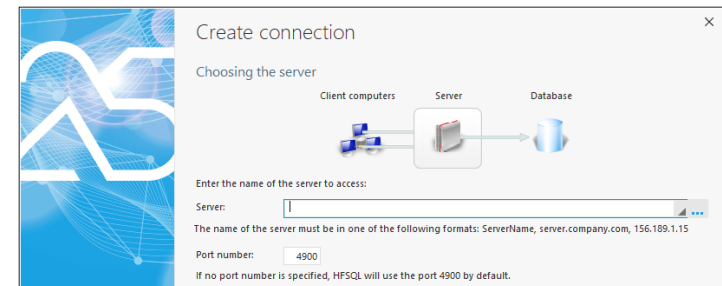 Create connection
Choosing the server
Client computers Server Database
Enter the name of the server to access:
Server:
The name of the server must be in one of the following formats: ServerName, server.company.com, 156.189.1.15
Port number: 4900
If no port number is specified, HFSQL will use the port 4900 by default.